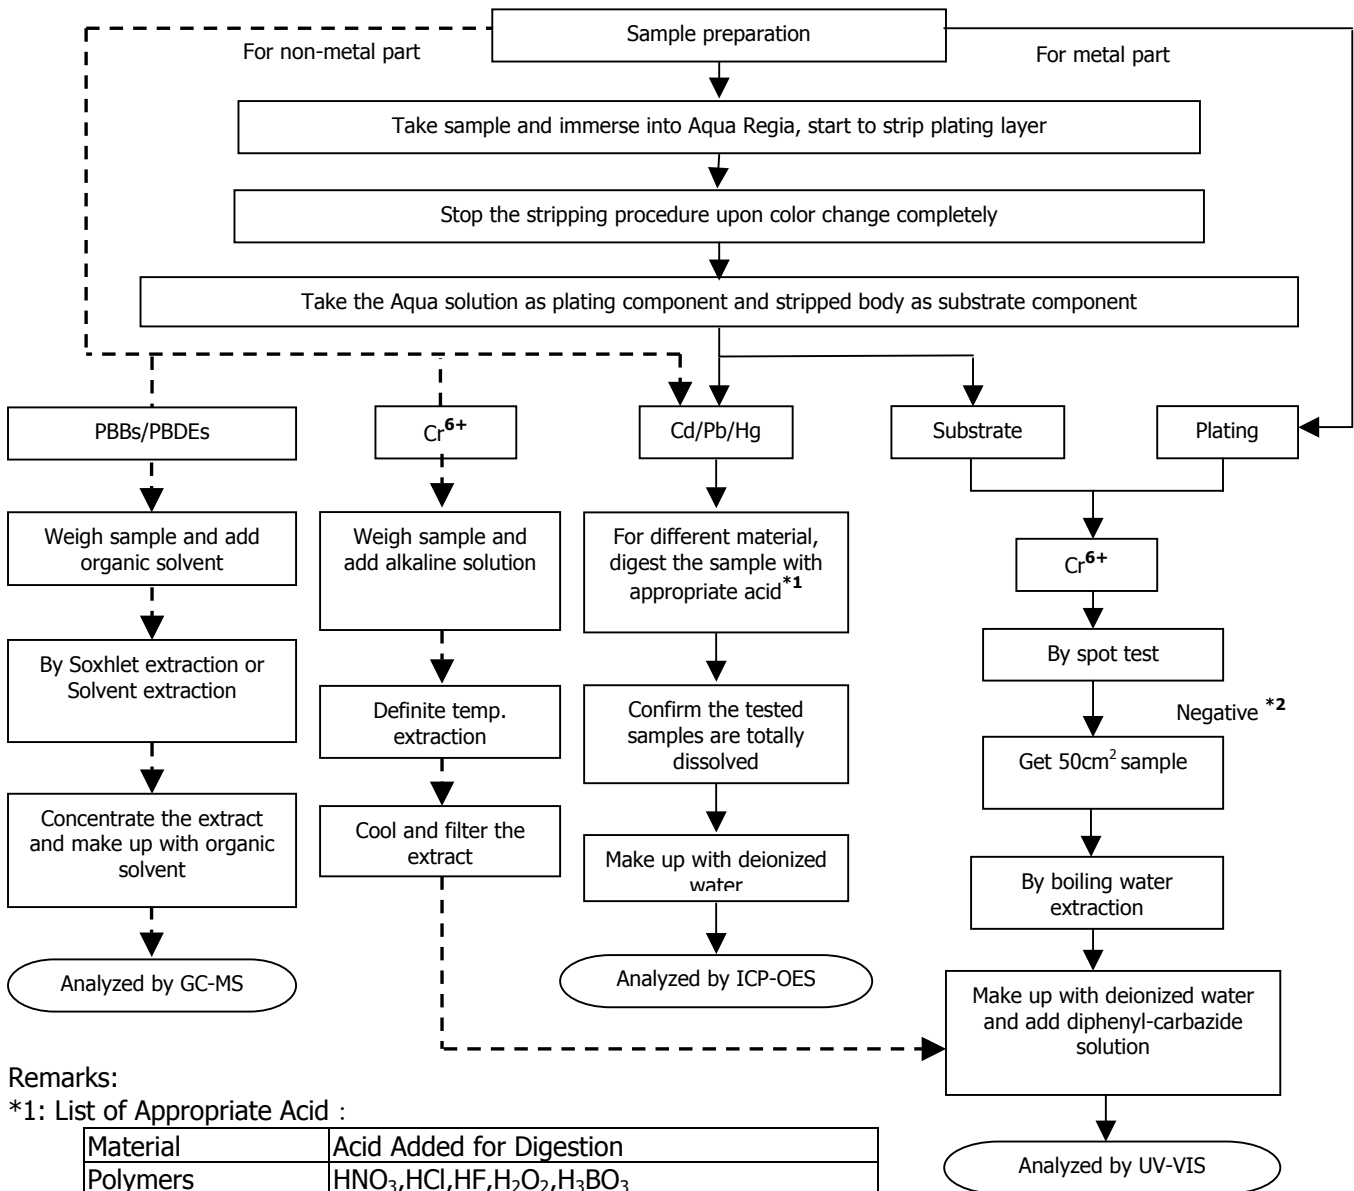 Sample preparation
For non-metal part
For metal part
Take sample and immerse into Aqua Regia, start to strip plating layer
Stop the stripping procedure upon color change completely
Take the Aqua solution as plating component and stripped body as substrate component
PBBs/PBDEs
Cr⁶⁺
Cd/Pb/Hg
Substrate
Plating
Weigh sample and add
organic solvent
By Soxhlet extraction or
Solvent extraction
Concentrate the extract
and make up with organic
solvent
Analyzed by GC-MS
Weigh sample and
add alkaline solution
Definite temp.
extraction
Cool and filter the
extract
For different material,
digest the sample with
appropriate acid*1
Confirm the tested
samples are totally
dissolved
Make up with deionized
water
Analyzed by ICP-OES
Cr⁶⁺
By spot test
Negative *2
Get 50cm² sample
By boiling water
extraction
Make up with deionized water
and add diphenyl-carbazide
solution
Analyzed by UV-VIS
Remarks:
*1: List of Appropriate Acid :
Material Acid Added for Digestion
Polymers HNO₃,HCl,HF,H₂O₂,H₃BO₃